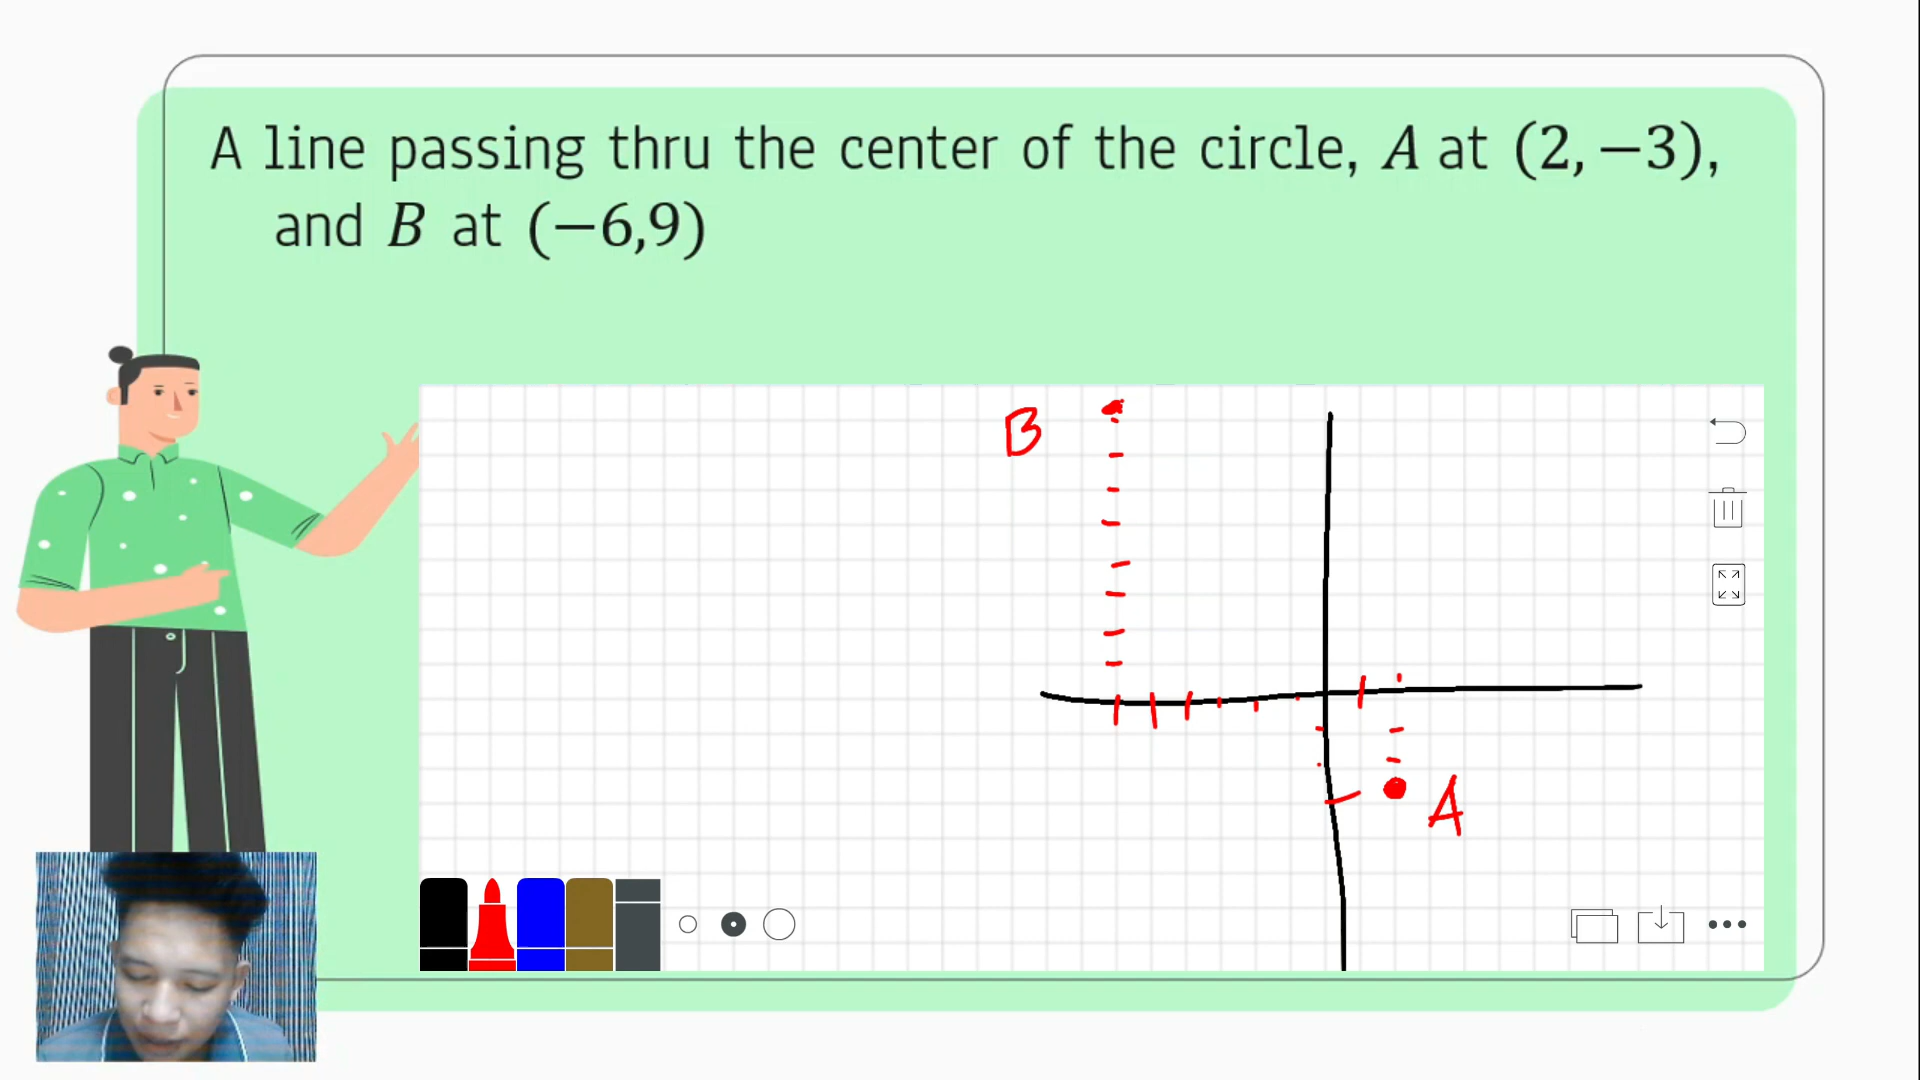 A line passing thru the center of the circle, A at (2, −3),
and B at (−6,9)
B
A